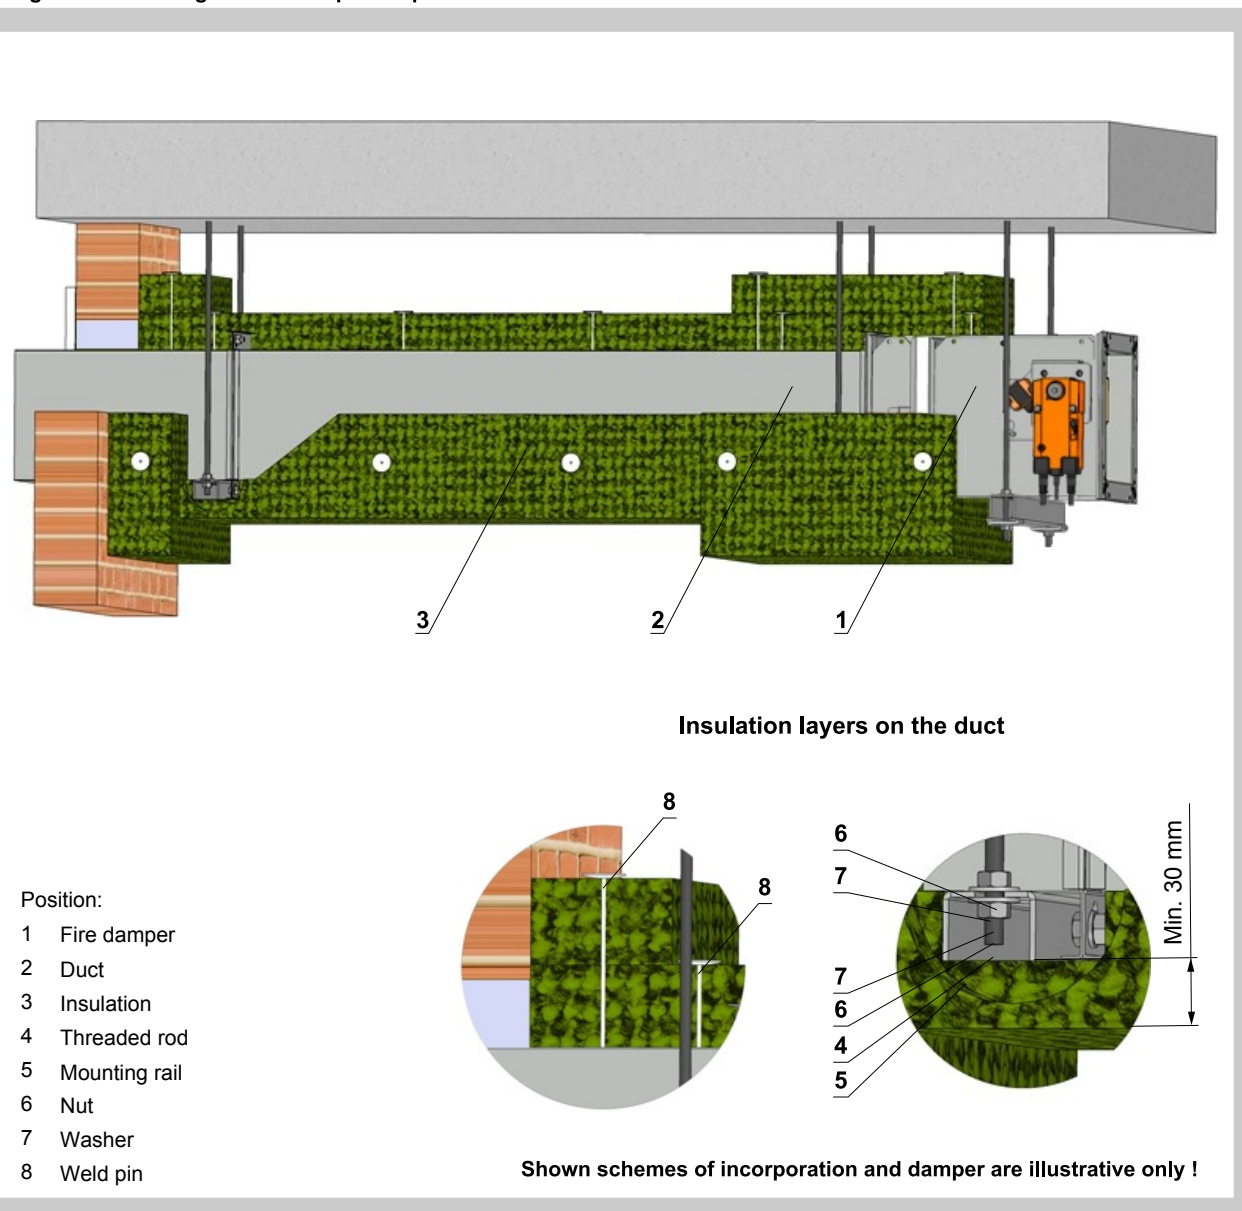 3
2
1
Insulation layers on the duct
8
8
6
7
7
6
4
5
Min. 30 mm
Position:
1 Fire damper
2 Duct
3 Insulation
4 Threaded rod
5 Mounting rail
6 Nut
7 Washer
8 Weld pin
Shown schemes of incorporation and damper are illustrative only !